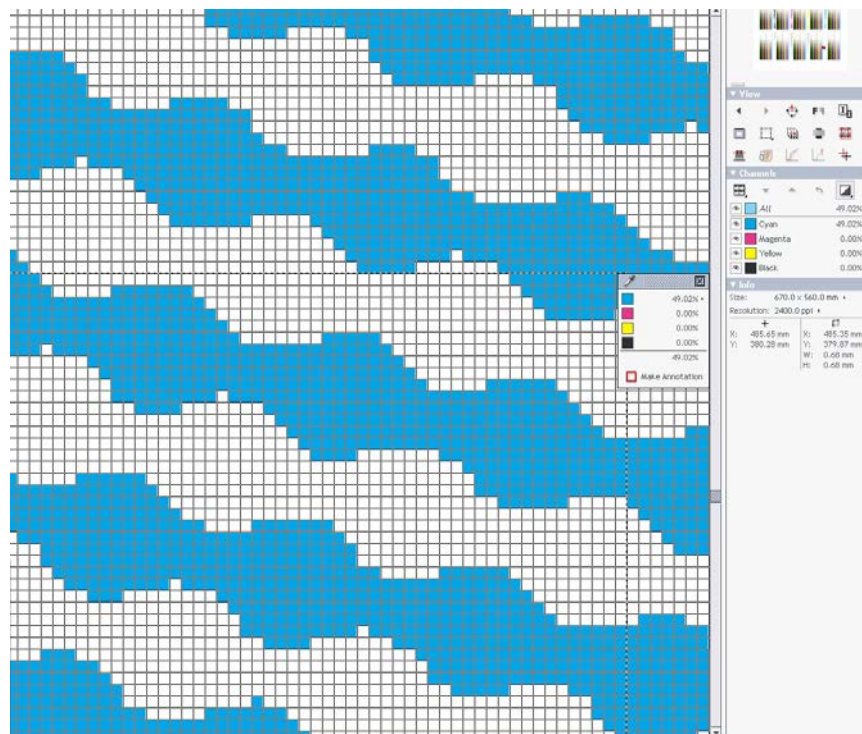 View
Channels
All 49.02%
Cyan 49.02%
Magenta 0.00%
Yellow 0.00%
Black 0.00%
Info
Size: 670.0 x 560.0 mm
Resolution: 2400.0 ppi
X: 485.65 mm X: 485.35 mm
Y: 380.28 mm Y: 379.87 mm
W: 0.68 mm
H: 0.68 mm
49.02%
0.00%
0.00%
0.00%
49.02%
Make Annotation